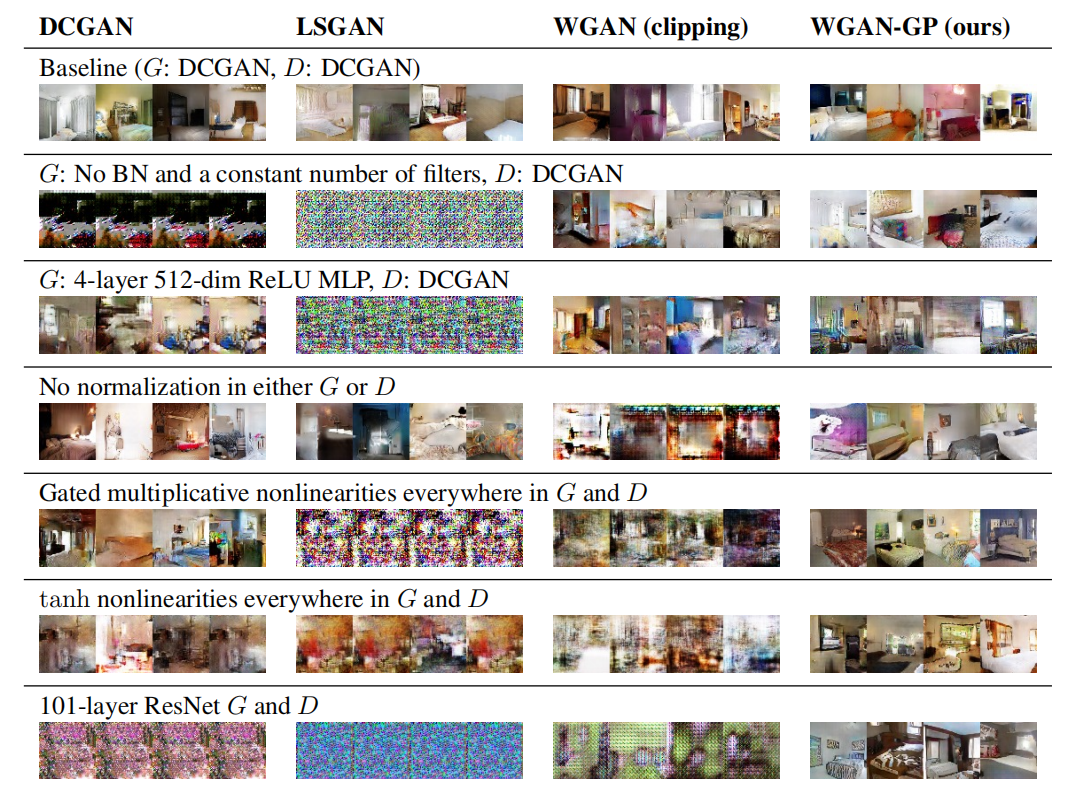 DCGAN LSGAN WGAN (clipping) WGAN-GP (ours)
Baseline (G: DCGAN, D: DCGAN)
G: No BN and a constant number of filters, D: DCGAN
G: 4-layer 512-dim ReLU MLP, D: DCGAN
No normalization in either G or D
Gated multiplicative nonlinearities everywhere in G and D
tanh nonlinearities everywhere in G and D
101-layer ResNet G and D